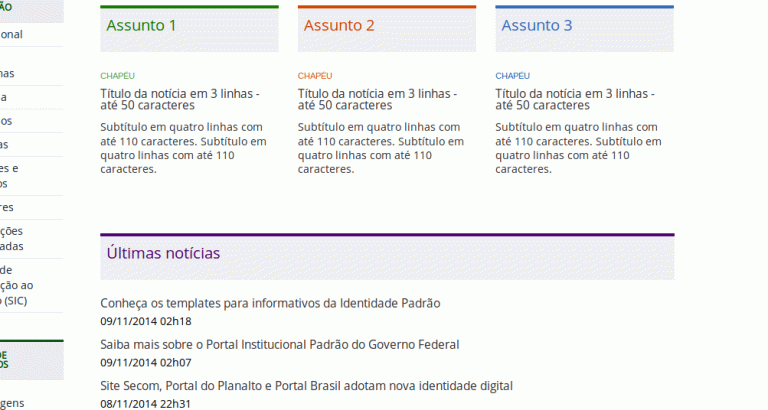 ÃO
onal
nas
a
os
as
es e
os
res
ções
adas
de
ção ao
o (SIC)
DE
OS
gens
Assunto 1
CHAPÉU
Título da notícia em 3 linhas -
até 50 caracteres
Subtítulo em quatro linhas com
até 110 caracteres. Subtítulo em
quatro linhas com até 110
caracteres.
Assunto 2
CHAPÉU
Título da notícia em 3 linhas -
até 50 caracteres
Subtítulo em quatro linhas com
até 110 caracteres. Subtítulo em
quatro linhas com até 110
caracteres.
Assunto 3
CHAPÉU
Título da notícia em 3 linhas -
até 50 caracteres
Subtítulo em quatro linhas com
até 110 caracteres. Subtítulo em
quatro linhas com até 110
caracteres.
Últimas notícias
Conheça os templates para informativos da Identidade Padrão
09/11/2014 02h18
Saiba mais sobre o Portal Institucional Padrão do Governo Federal
09/11/2014 02h07
Site Secom, Portal do Planalto e Portal Brasil adotam nova identidade digital
08/11/2014 22h31